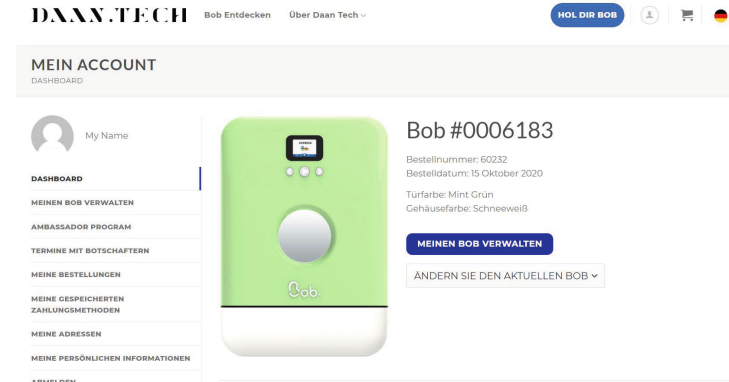 DAAN.TECH
Bob Entdecken
Über Daan Tech
HOL DIR BOB
MEIN ACCOUNT
DASHBOARD
My Name
DASHBOARD
MEINEN BOB VERWALTEN
AMBASSADOR PROGRAM
TERMINE MIT BOTSCHAFTERN
MEINE BESTELLUNGEN
MEINE GESPEICHERTEN
ZAHLUNGSMETHODEN
MEINE ADRESSEN
MEINE PERSÖNLICHEN INFORMATIONEN
ABMELDEN
Bob.
Bob #0006183
Bestellnummer: 60232
Bestelldatum: 15 Oktober 2020
Türfarbe: Mint Grün
Gehäusefarbe: Schneeweiß
MEINEN BOB VERWALTEN
ÄNDERN SIE DEN AKTUELLEN BOB